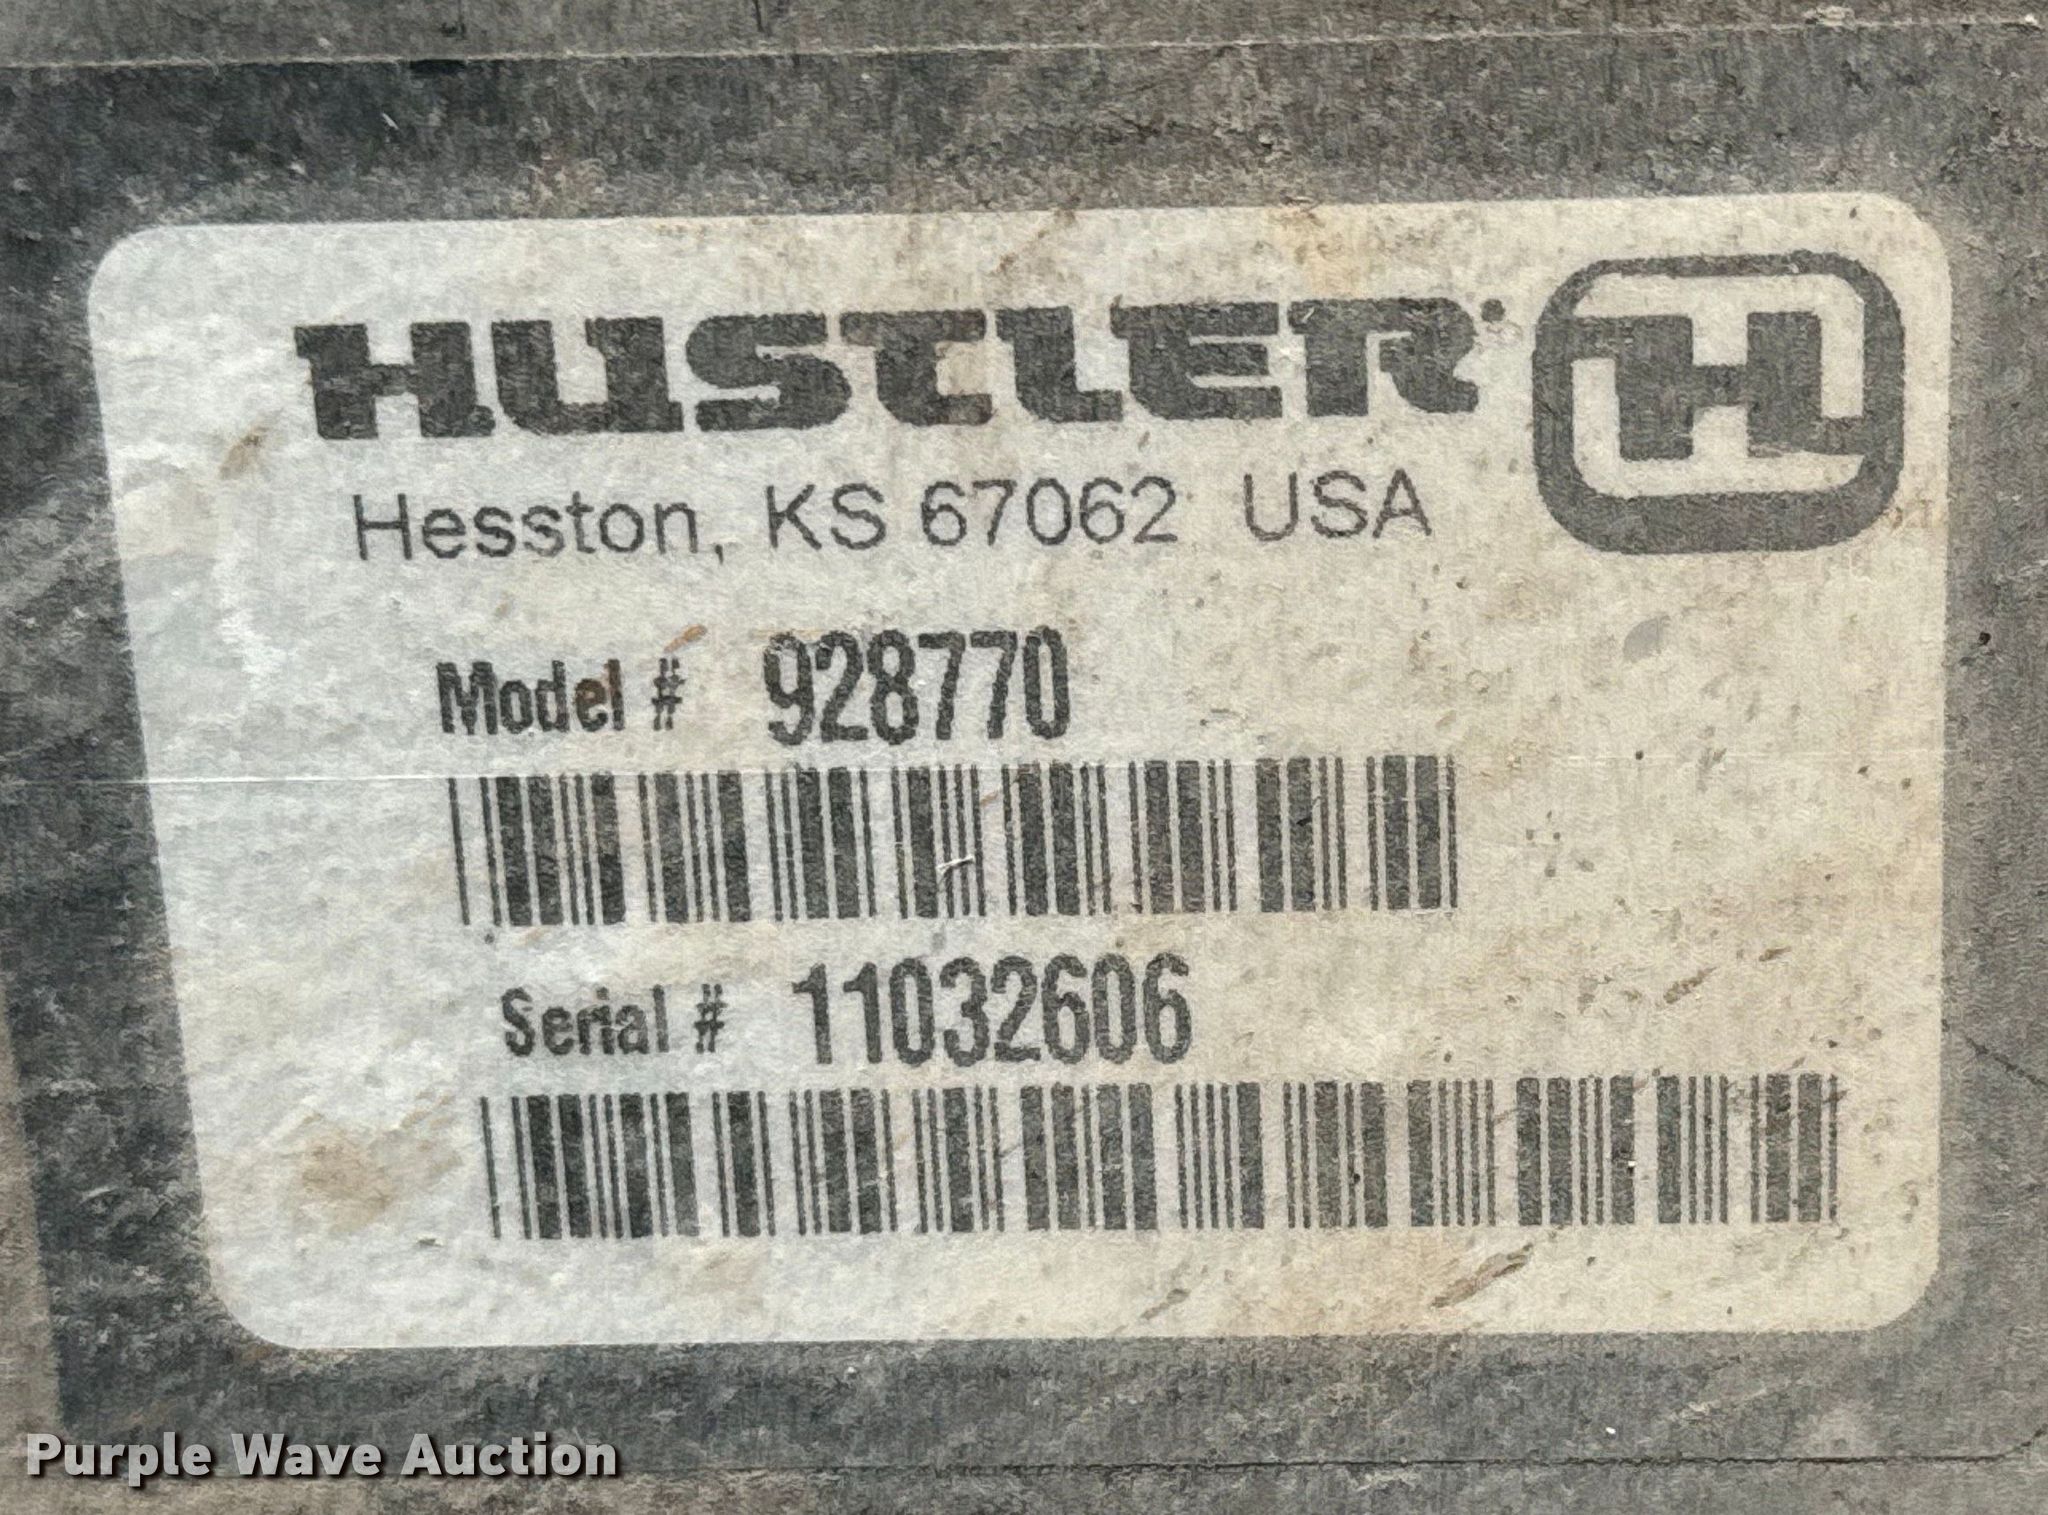 HUSTLER
H
Hesston, KS 67062 USA
Model # 928770
Serial # 11032606
Purple Wave Auction